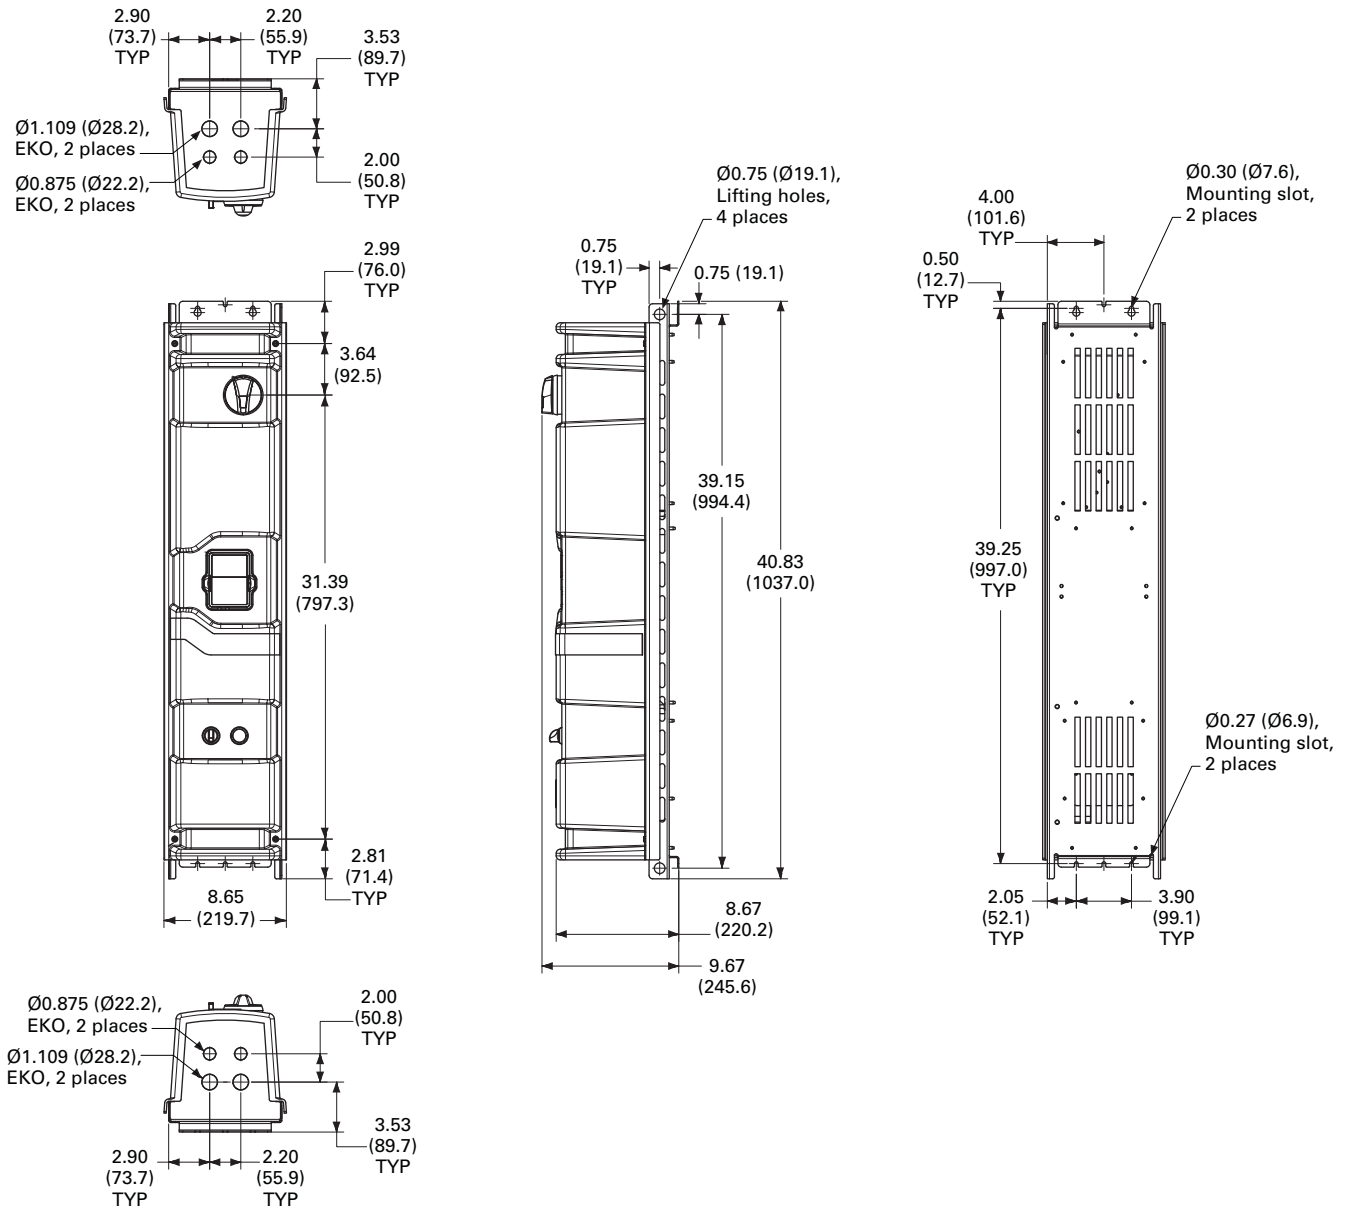 2.90
(73.7)
TYP
2.20
(55.9)
TYP
3.53
(89.7)
TYP
Ø1.109 (Ø28.2),
EKO, 2 places
Ø0.875 (Ø22.2),
EKO, 2 places
2.00
(50.8)
TYP
2.99
(76.0)
TYP
3.64
(92.5)
31.39
(797.3)
2.81
(71.4)
TYP
8.65
(219.7)
Ø0.75 (Ø19.1),
Lifting holes,
4 places
0.75
(19.1)
TYP
0.75 (19.1)
39.15
(994.4)
40.83
(1037.0)
8.67
(220.2)
9.67
(245.6)
Ø0.30 (Ø7.6),
Mounting slot,
2 places
4.00
(101.6)
TYP
0.50
(12.7)
TYP
39.25
(997.0)
TYP
Ø0.27 (Ø6.9),
Mounting slot,
2 places
2.05
(52.1)
TYP
3.90
(99.1)
TYP
Ø0.875 (Ø22.2),
EKO, 2 places
Ø1.109 (Ø28.2),
EKO, 2 places
2.00
(50.8)
TYP
3.53
(89.7)
TYP
2.90
(73.7)
TYP
2.20
(55.9)
TYP